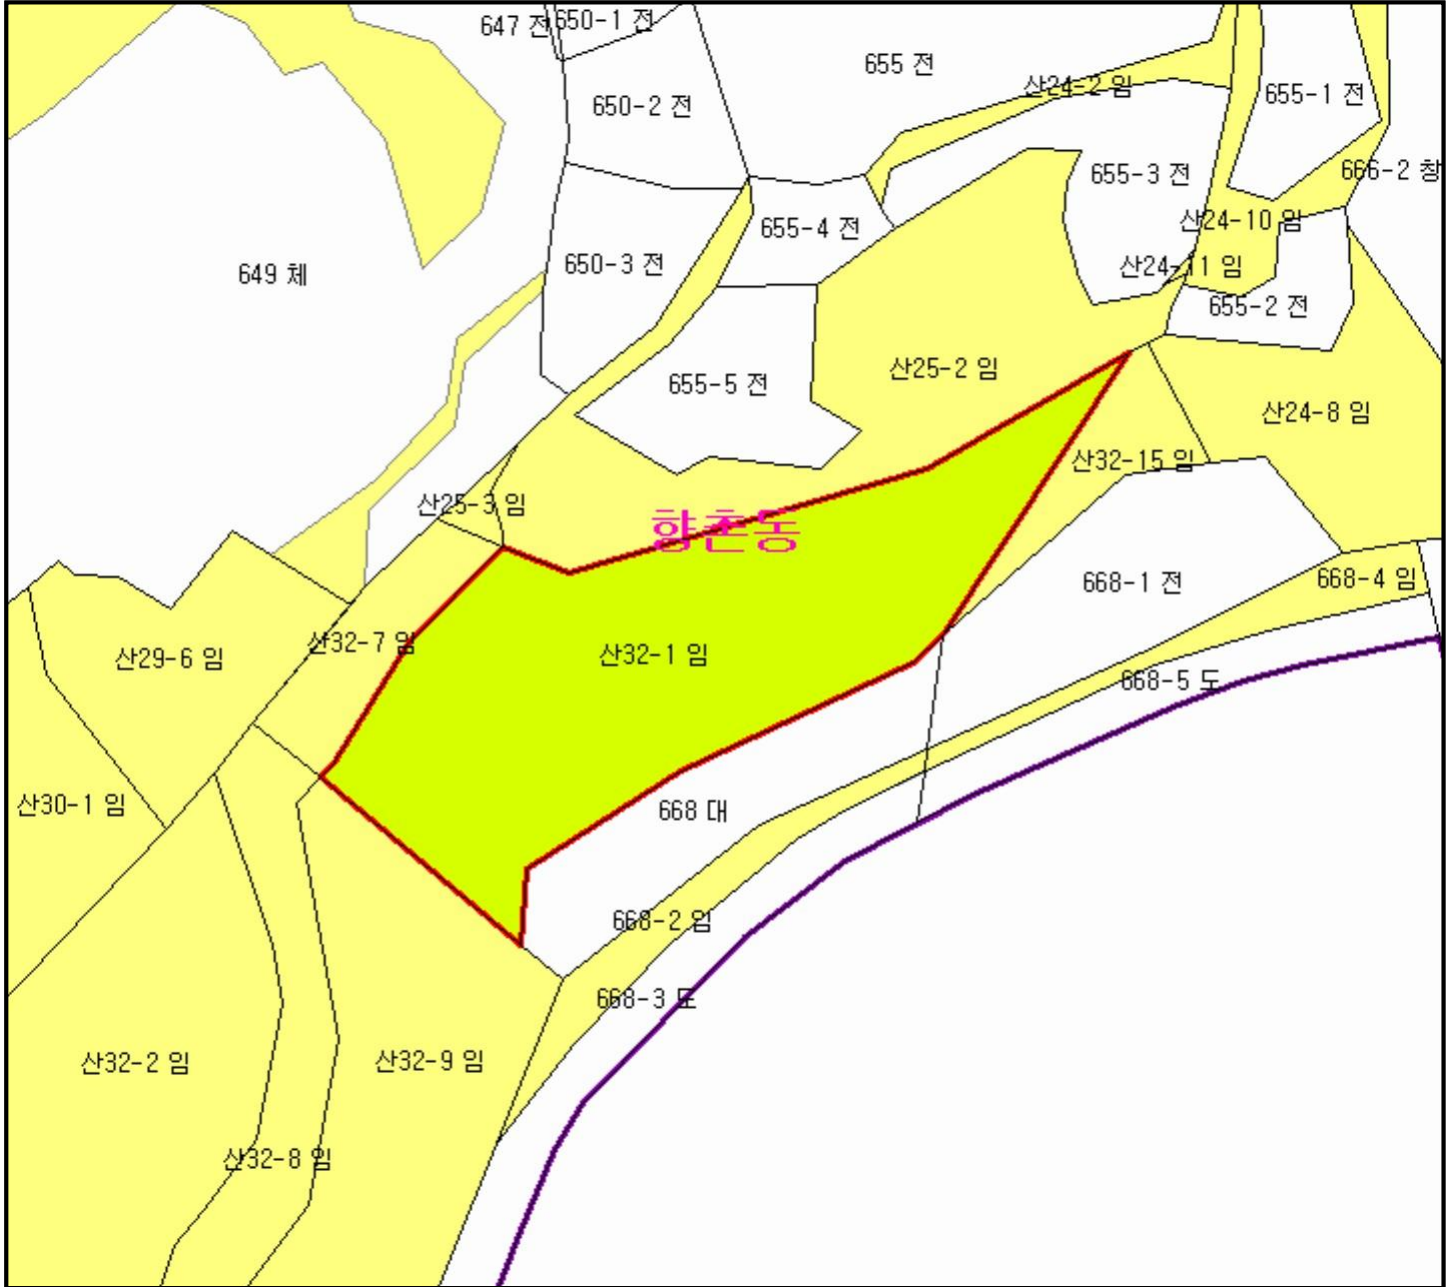 647 전
650-1 전
655 전
산24-2 임
655-1 전
650-2 전
666-2 창
655-3 전
655-4 전
산24-10 임
650-3 전
산24-11 임
649 체
655-2 전
산25-2 임
655-5 전
산24-8 임
산32-15 임
산25-3 임
향촌동
668-1 전
668-4 임
산32-7 임
산29-6 임
산32-1 임
668-5 도
산30-1 임
668 대
668-2 임
668-3 도
산32-2 임
산32-9 임
산32-8 임